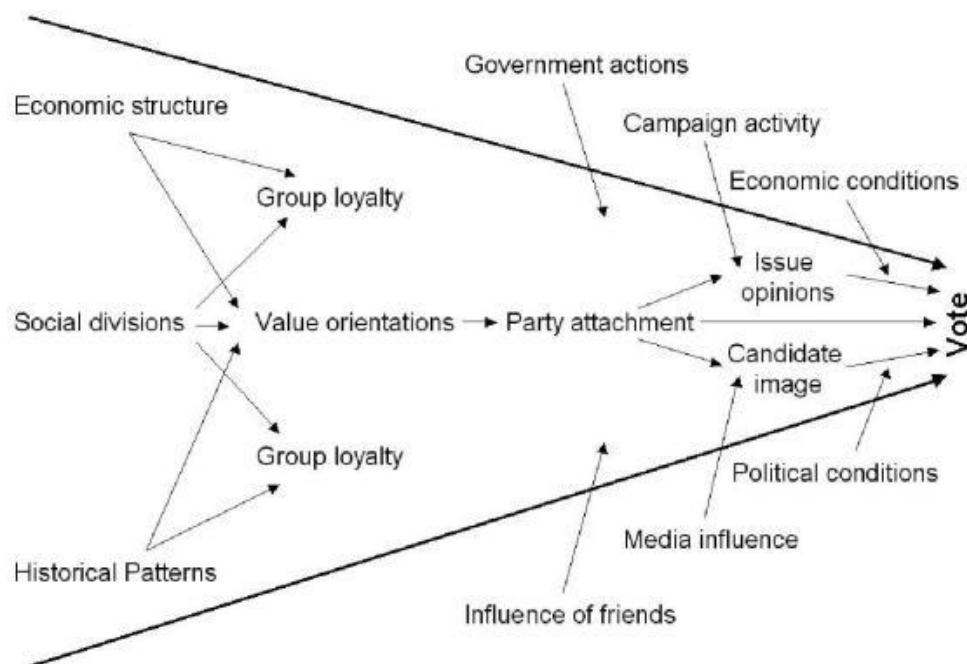 Government actions
Economic structure
Campaign activity
Economic conditions
Group loyalty
Issue
opinions
Social divisions
Value orientations
Party attachment
Vote
Candidate
image
Group loyalty
Political conditions
Media influence
Historical Patterns
Influence of friends